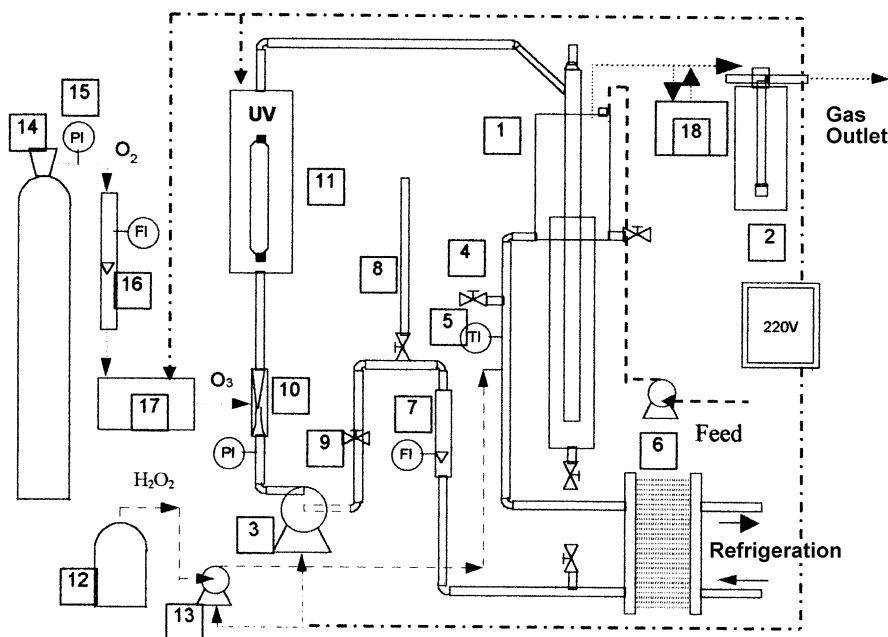 15
14
PI
O₂
UV
1
18
Gas
Outlet
11
FI
16
8
4
2
5
TI
220V
O₃
17
10
7
9
PI
FI
Feed
6
H₂O₂
3
Refrigeration
12
13